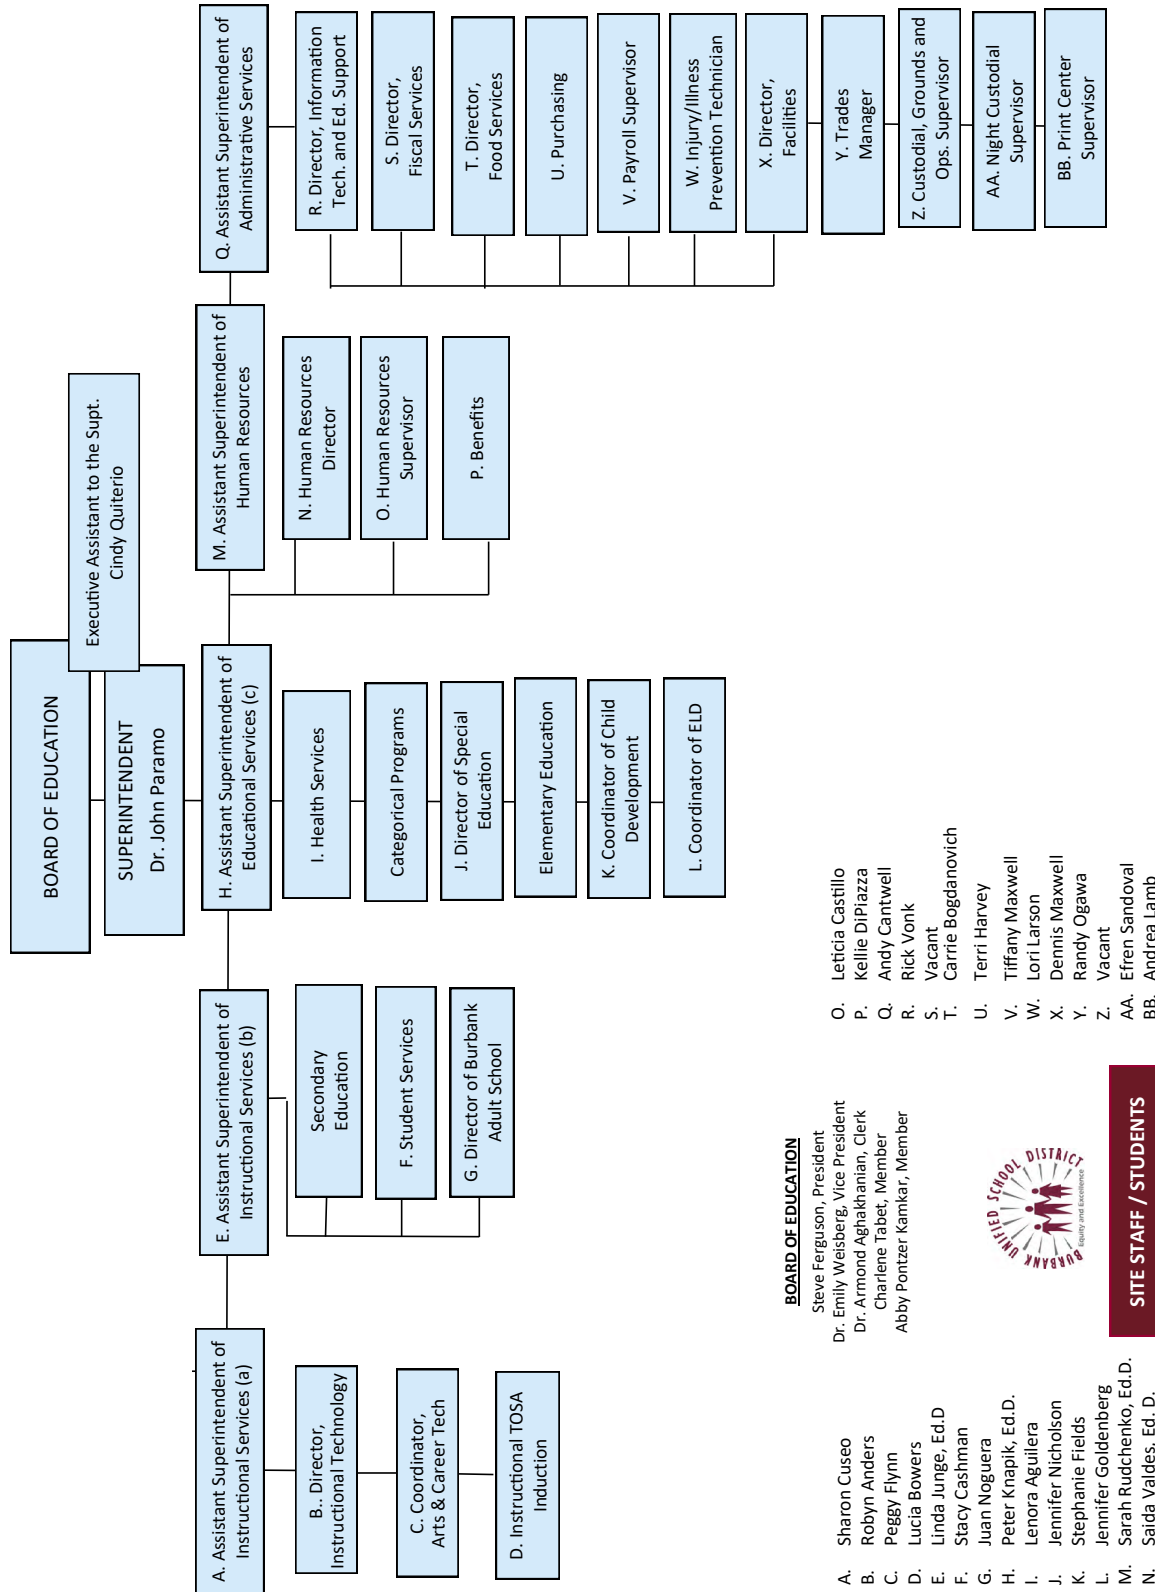 BOARD OF EDUCATION
Executive Assistant to the Supt.
Cindy Quiterio
SUPERINTENDENT
Dr. John Paramo
A. Assistant Superintendent of
Instructional Services (a)
B.. Director,
Instructional Technology
C. Coordinator,
Arts & Career Tech
D. Instructional TOSA
Induction
E. Assistant Superintendent of
Instructional Services (b)
Secondary
Education
F. Student Services
G. Director of Burbank
Adult School
H. Assistant Superintendent of
Educational Services (c)
I. Health Services
Categorical Programs
J. Director of Special
Education
Elementary Education
K. Coordinator of Child
Development
L. Coordinator of ELD
M. Assistant Superintendent of
Human Resources
N. Human Resources
Director
O. Human Resources
Supervisor
P. Benefits
Q. Assistant Superintendent of
Administrative Services
R. Director, Information
Tech. and Ed. Support
S. Director,
Fiscal Services
T. Director,
Food Services
U. Purchasing
V. Payroll Supervisor
W. Injury/Illness
Prevention Technician
X. Director,
Facilities
Y. Trades
Manager
Z. Custodial, Grounds and
Ops. Supervisor
AA. Night Custodial
Supervisor
BB. Print Center
Supervisor
A. Sharon Cuseo
B. Robyn Anders
C. Peggy Flynn
D. Lucia Bowers
E. Linda Junge, Ed.D
F. Stacy Cashman
G. Juan Noguera
H. Peter Knapik, Ed.D.
I. Lenora Aguilera
J. Jennifer Nicholson
K. Stephanie Fields
L. Jennifer Goldenberg
M. Sarah Rudchenko, Ed.D.
N. Saida Valdes, Ed. D.
BOARD OF EDUCATION
Steve Ferguson, President
Dr. Emily Weisberg, Vice President
Dr. Armond Aghakhanian, Clerk
Charlene Tabet, Member
Abby Pontzer Kamkar, Member
BURBANK UNIFIED SCHOOL DISTRICT
Equity and Excellence
SITE STAFF / STUDENTS
O. Leticia Castillo
P. Kellie DiPiazza
Q. Andy Cantwell
R. Rick Vonk
S. Vacant
T. Carrie Bogdanovich
U. Terri Harvey
V. Tiffany Maxwell
W. Lori Larson
X. Dennis Maxwell
Y. Randy Ogawa
Z. Vacant
AA. Efren Sandoval
BB. Andrea Lamb